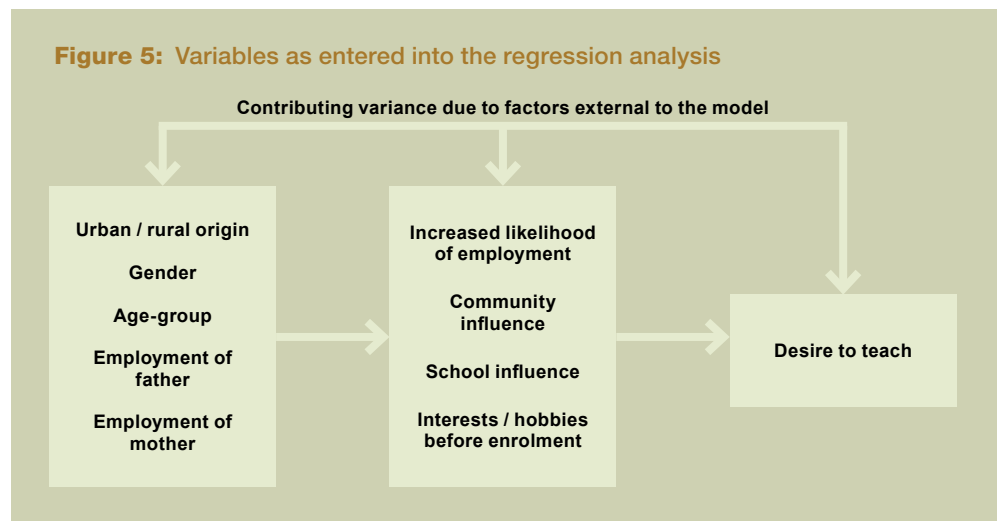 Figure 5: Variables as entered into the regression analysis
Contributing variance due to factors external to the model
Urban / rural origin
Gender
Age-group
Employment of
father
Employment of
mother
Increased likelihood
of employment
Community
influence
School influence
Interests / hobbies
before enrolment
Desire to teach